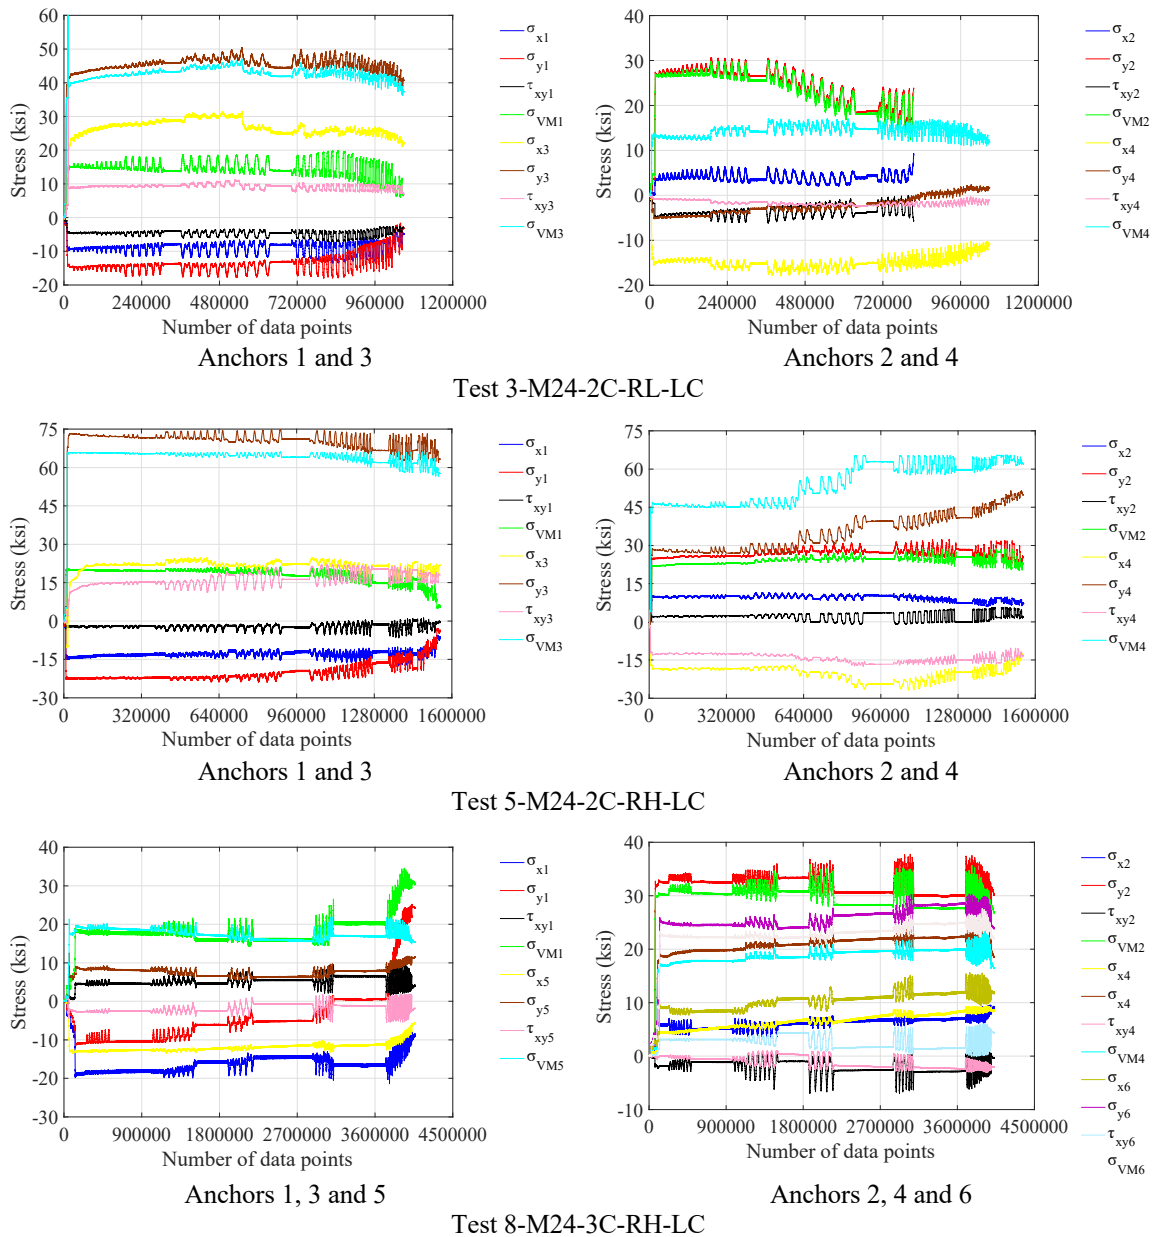 60
50
40
30
20
10
0
-10
-20
Stress (ksi)
0 240000 480000 720000 960000 1200000
Number of data points
σx1
σy1
τxy1
σVM1
σx3
σy3
τxy3
σVM3
Anchors 1 and 3
40
30
20
10
0
-10
-20
Stress (ksi)
0 240000 480000 720000 960000 1200000
Number of data points
σx2
σy2
τxy2
σVM2
σx4
σy4
τxy4
σVM4
Anchors 2 and 4
Test 3-M24-2C-RL-LC
75
60
45
30
15
0
-15
-30
Stress (ksi)
0 320000 640000 960000 1280000 1600000
Number of data points
σx1
σy1
τxy1
σVM1
σx3
σy3
τxy3
σVM3
Anchors 1 and 3
75
60
45
30
15
0
-15
-30
Stress (ksi)
0 320000 640000 960000 1280000 1600000
Number of data points
σx2
σy2
τxy2
σVM2
σx4
σy4
τxy4
σVM4
Anchors 2 and 4
Test 5-M24-2C-RH-LC
40
30
20
10
0
-10
-20
-30
Stress (ksi)
0 900000 1800000 2700000 3600000 4500000
Number of data points
σx1
σy1
τxy1
σVM1
σx5
σy5
τxy5
σVM5
Anchors 1, 3 and 5
40
30
20
10
0
-10
Stress (ksi)
0 900000 1800000 2700000 3600000 4500000
Number of data points
σx2
σy2
τxy2
σVM2
σx4
σx4
τxy4
σVM4
σx6
σy6
τxy6
σVM6
Anchors 2, 4 and 6
Test 8-M24-3C-RH-LC